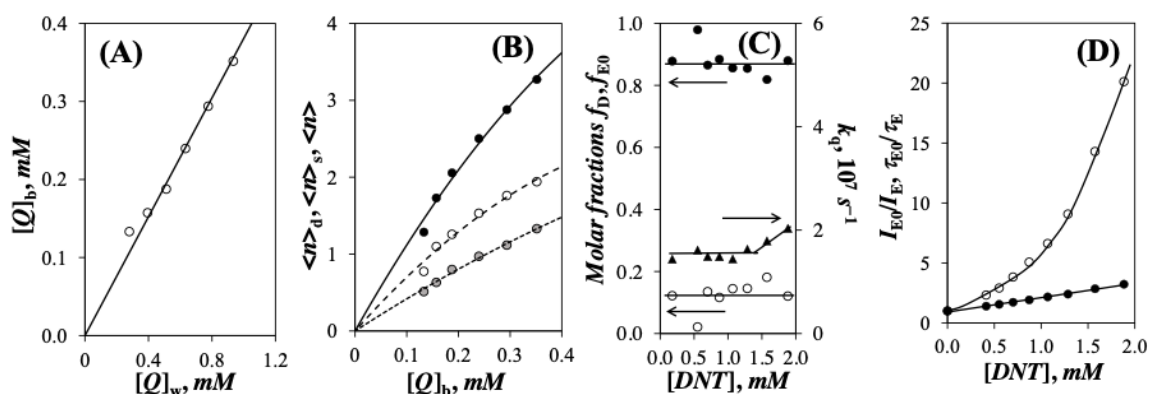 (A)
[Q]b, mM
0.4
0.3
0.2
0.1
0.0
0 0.4 0.8 1.2
[Q]w, mM
(B)
<n>d, <n>s, <n>
4
3
2
1
0
0 0.1 0.2 0.3 0.4
[Q]b, mM
(C)
Molar fractions fD, fE0
1.0
0.8
0.6
0.4
0.2
0.0
0.0 0.5 1.0 1.5 2.0
[DNT], mM
6
4
2
0
kq, 10⁷ s⁻¹
(D)
IE0/IE, τE0/τE
25
20
15
10
5
0
0.0 0.5 1.0 1.5 2.0
[DNT], mM